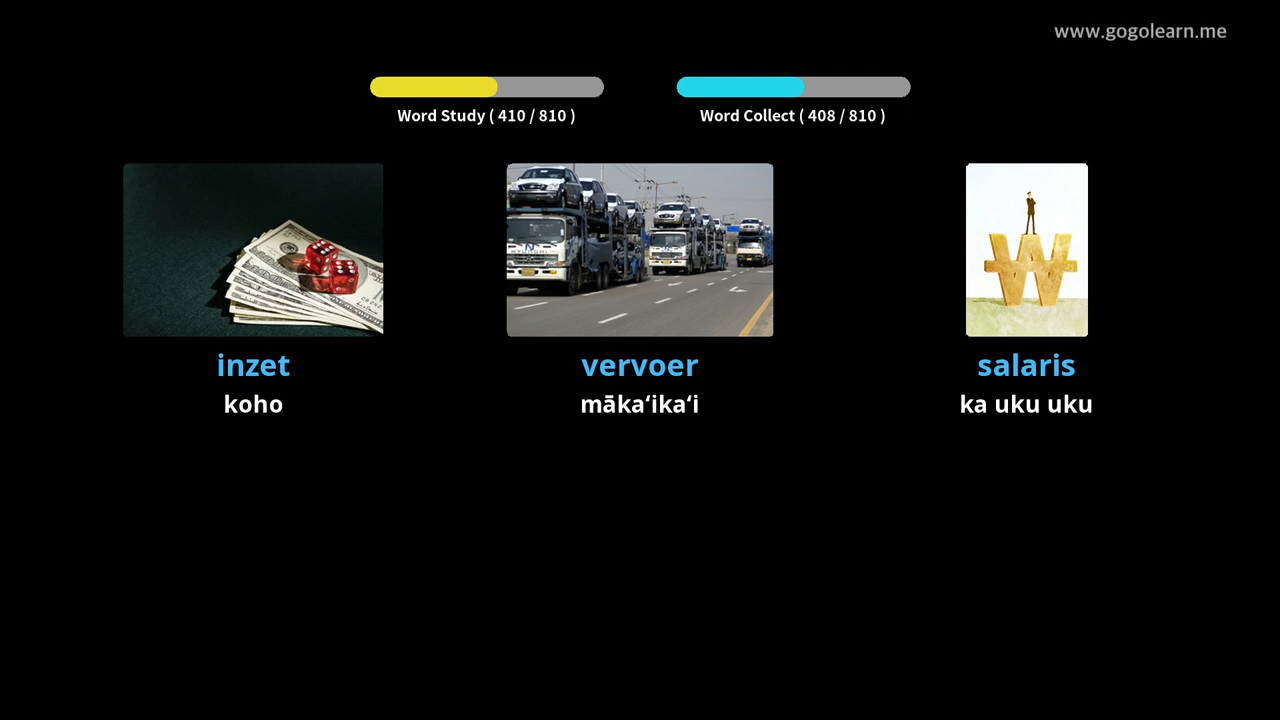 www.gogolearn.me
Word Study ( 410 / 810 )
Word Collect ( 408 / 810 )
inzet
vervoer
salaris
koho
mākaʻikaʻi
ka uku uku